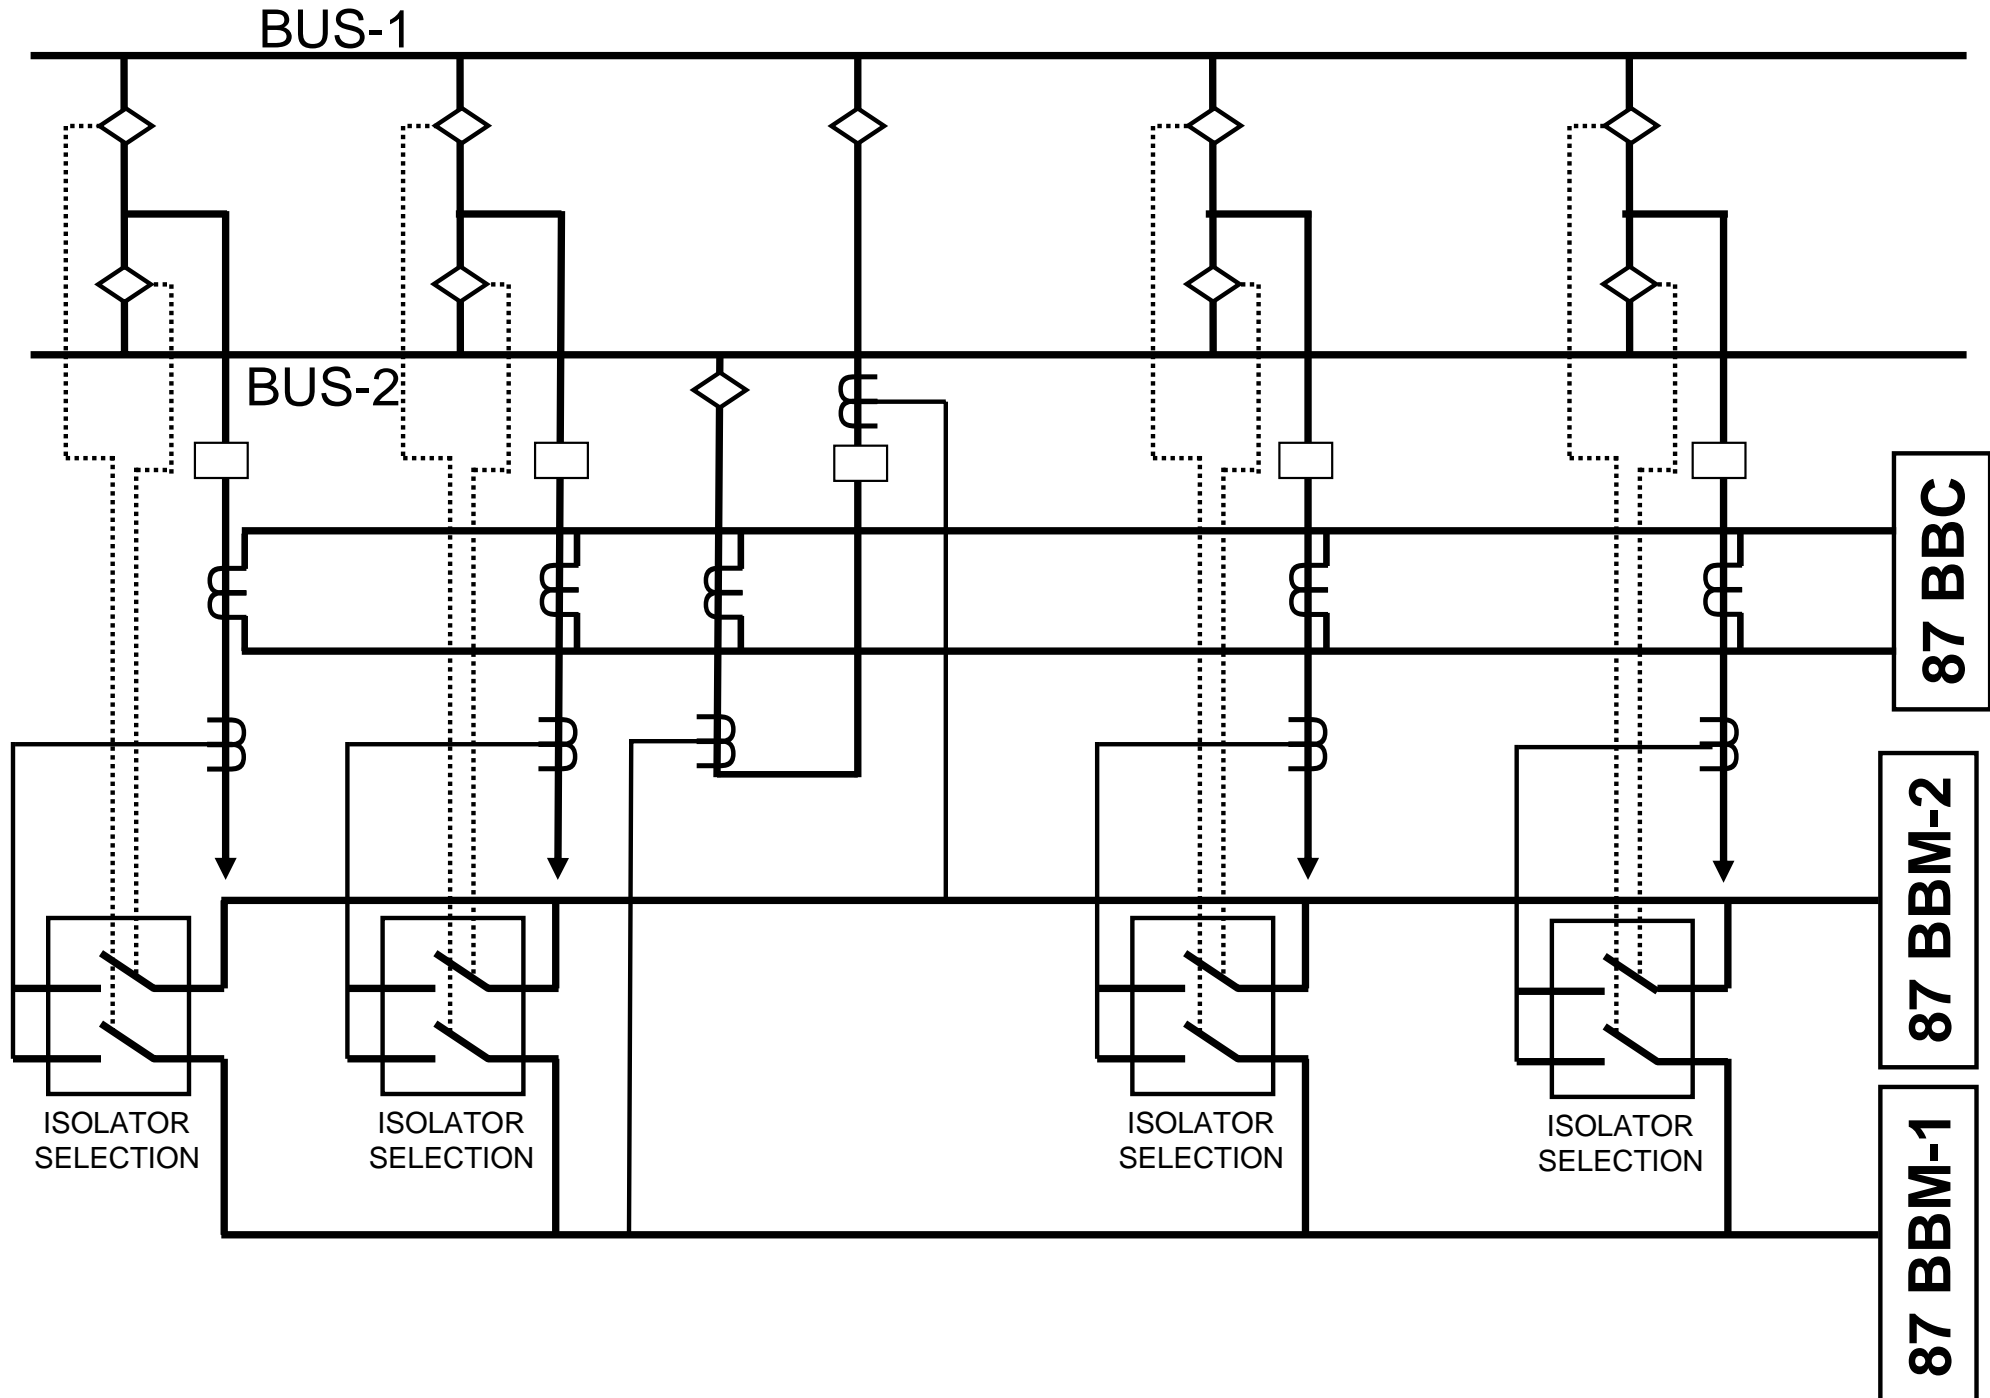 BUS-1
BUS-2
87 BBC
87 BBM-2
87 BBM-1
ISOLATOR
SELECTION
ISOLATOR
SELECTION
ISOLATOR
SELECTION
ISOLATOR
SELECTION